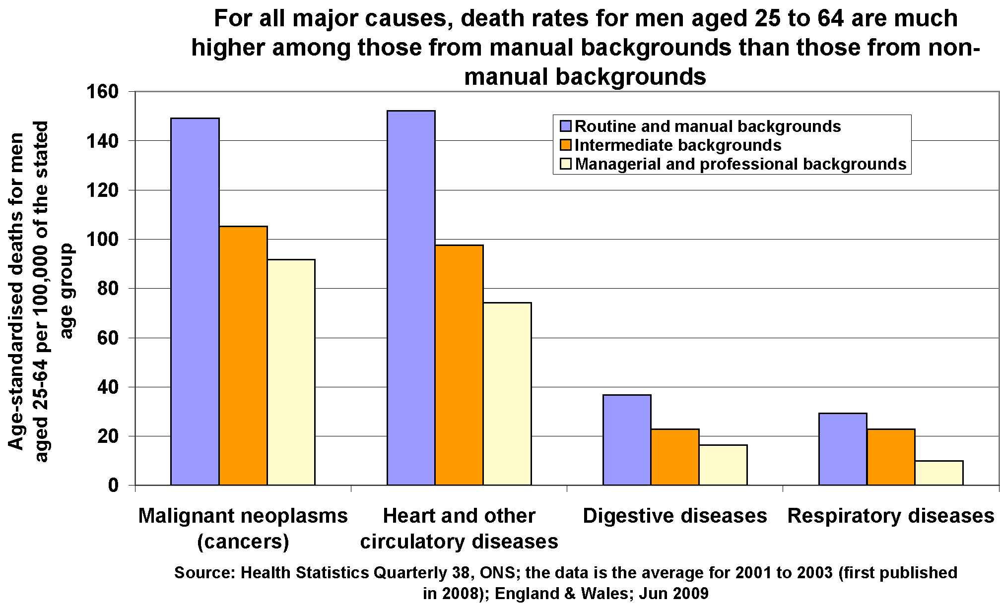 For all major causes, death rates for men aged 25 to 64 are much
higher among those from manual backgrounds than those from non-
manual backgrounds
Age-standardised deaths for men
aged 25-64 per 100,000 of the stated
age group
160
140
120
100
80
60
40
20
0
Routine and manual backgrounds
Intermediate backgrounds
Managerial and professional backgrounds
Malignant neoplasms
(cancers)
Heart and other
circulatory diseases
Digestive diseases
Respiratory diseases
Source: Health Statistics Quarterly 38, ONS; the data is the average for 2001 to 2003 (first published
in 2008); England & Wales; Jun 2009